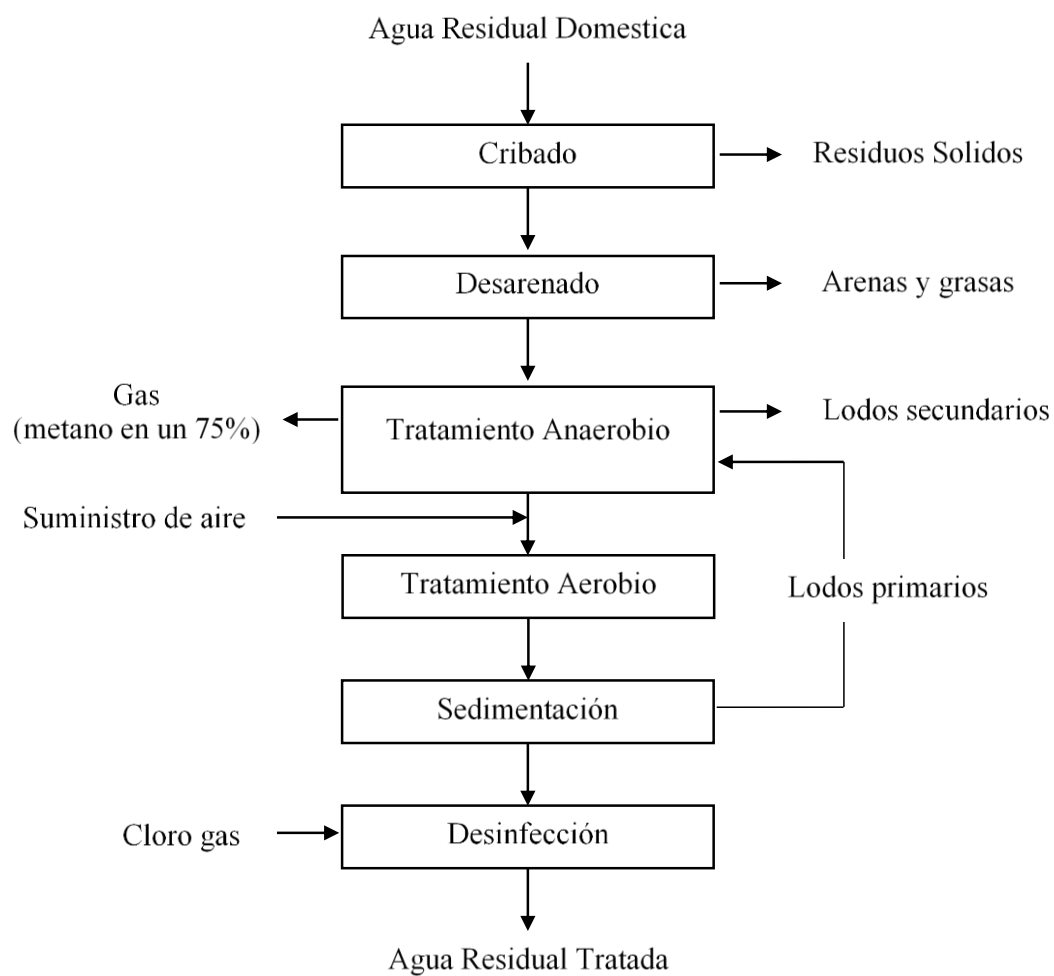 Agua Residual Domestica
Cribado
Residuos Solidos
Desarenado
Arenas y grasas
Gas
(metano en un 75%)
Tratamiento Anaerobio
Lodos secundarios
Suministro de aire
Tratamiento Aerobio
Lodos primarios
Sedimentación
Cloro gas
Desinfección
Agua Residual Tratada